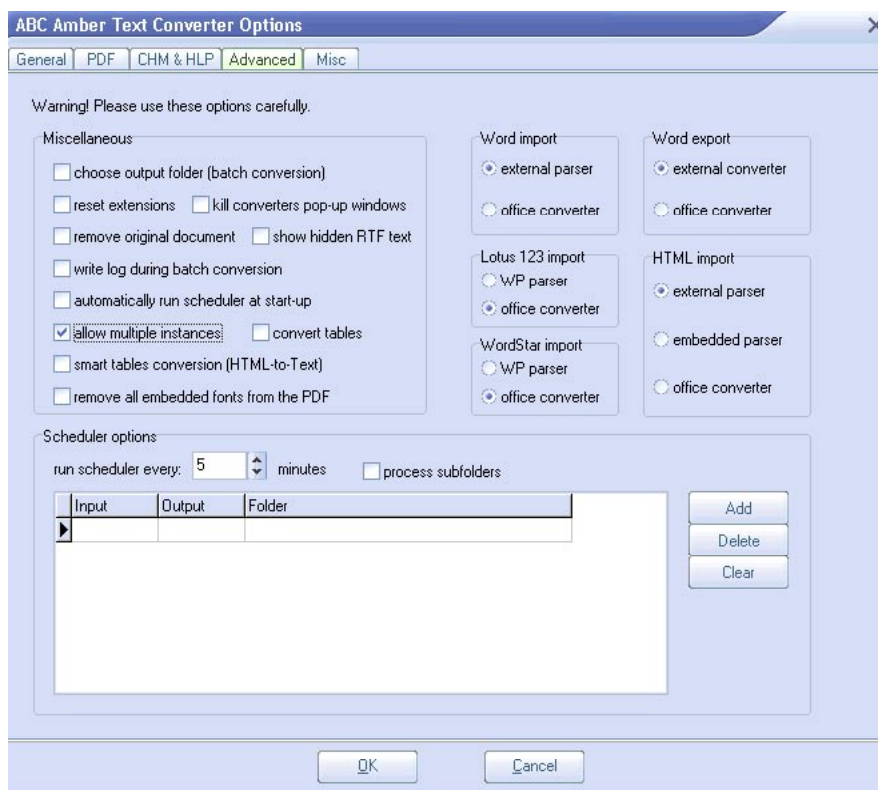 ABC Amber Text Converter Options
General PDF CHM & HLP Advanced Misc
Warning! Please use these options carefully.
Miscellaneous
choose output folder (batch conversion)
reset extensions kill converters pop-up windows
remove original document show hidden RTF text
write log during batch conversion
automatically run scheduler at start-up
allow multiple instances convert tables
smart tables conversion (HTML-to-Text)
remove all embedded fonts from the PDF
Word import
external parser
office converter
Word export
external converter
office converter
Lotus 123 import
WP parser
office converter
WordStar import
WP parser
office converter
HTML import
external parser
embedded parser
office converter
Scheduler options
run scheduler every: 5 minutes process subfolders
Input Output Folder
Add
Delete
Clear
OK Cancel